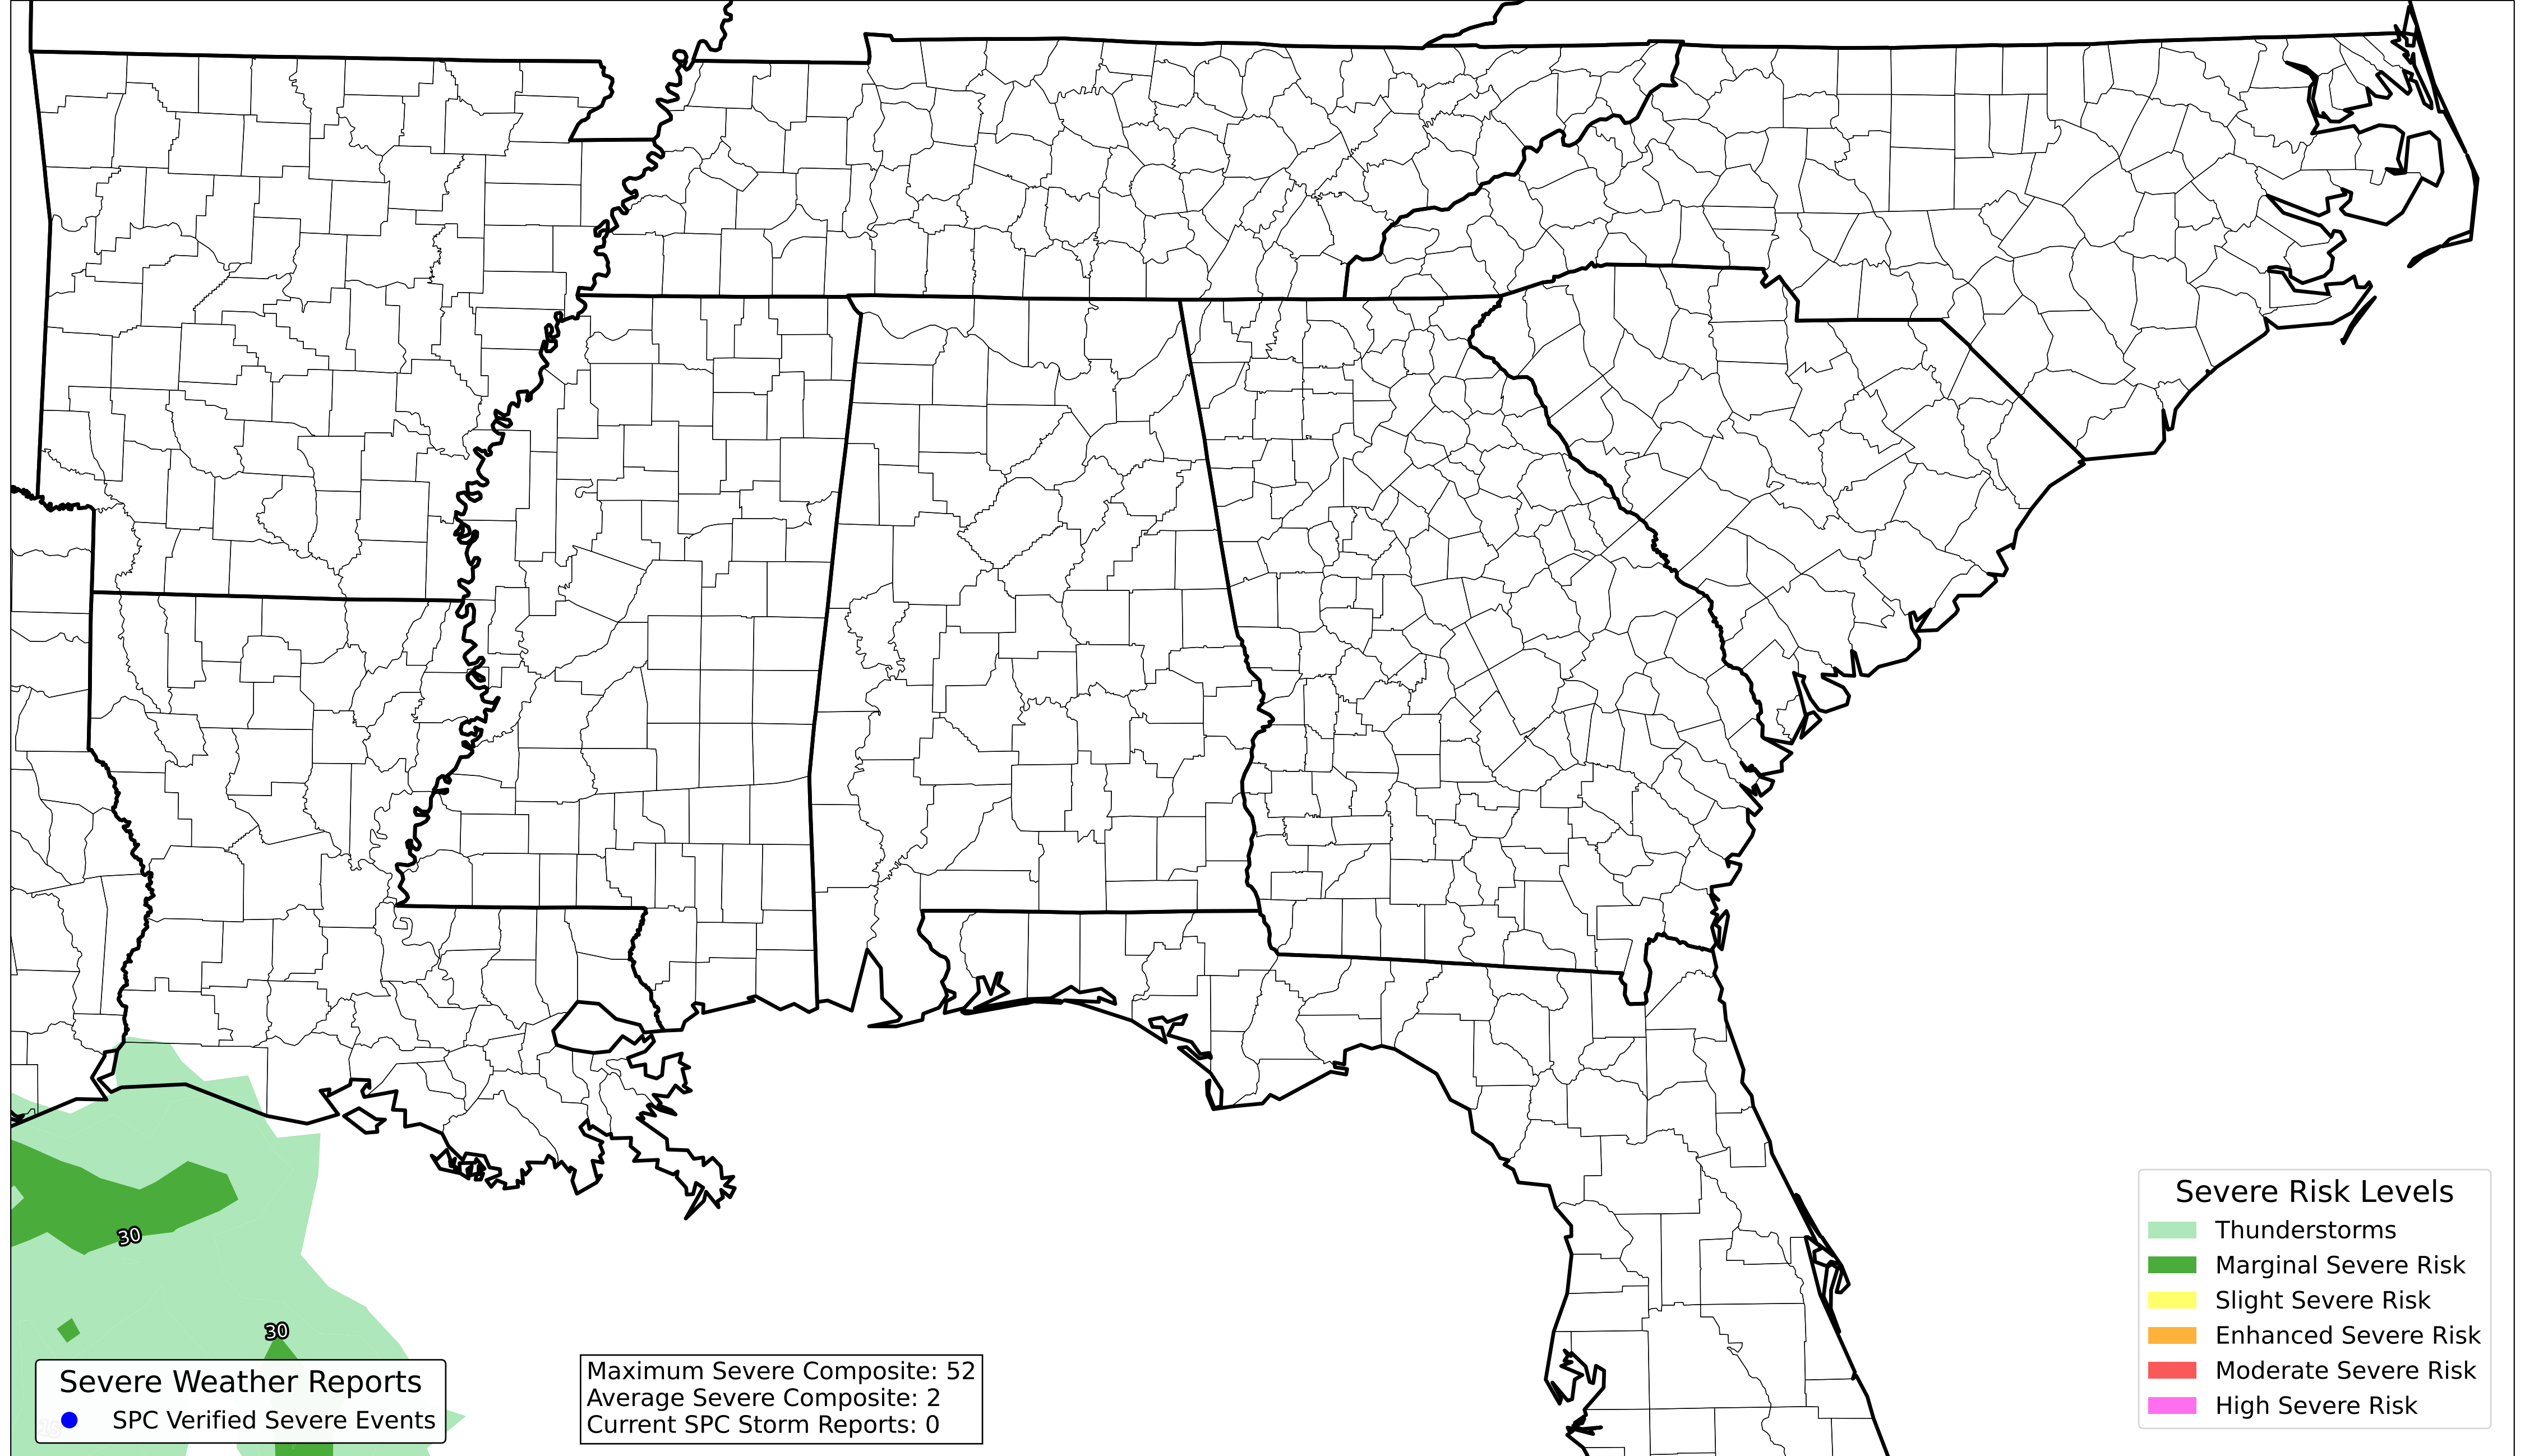 30
30
Severe Weather Reports
SPC Verified Severe Events
Maximum Severe Composite: 52
Average Severe Composite: 2
Current SPC Storm Reports: 0
Severe Risk Levels
Thunderstorms
Marginal Severe Risk
Slight Severe Risk
Enhanced Severe Risk
Moderate Severe Risk
High Severe Risk